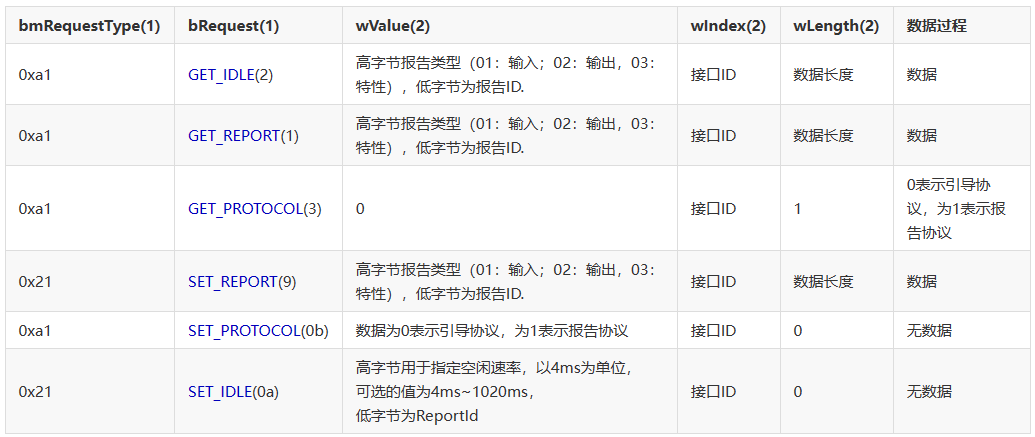 bmRequestType(1) bRequest(1) wValue(2) wIndex(2) wLength(2) 数据过程
0xa1 GET_IDLE(2) 高字节报告类型（01：输入；02：输出，03：
特性），低字节为报告ID. 接口ID 数据长度 数据
0xa1 GET_REPORT(1) 高字节报告类型（01：输入；02：输出，03：
特性），低字节为报告ID. 接口ID 数据长度 数据
0xa1 GET_PROTOCOL(3) 0 接口ID 1 0表示引导协
议，为1表示报
告协议
0x21 SET_REPORT(9) 高字节报告类型（01：输入；02：输出，03：
特性），低字节为报告ID. 接口ID 数据长度 数据
0xa1 SET_PROTOCOL(0b) 数据为0表示引导协议，为1表示报告协议 接口ID 0 无数据
0x21 SET_IDLE(0a) 高字节用于指定空闲速率，以4ms为单位，
可选的值为4ms~1020ms，
低字节为ReportId 接口ID 0 无数据